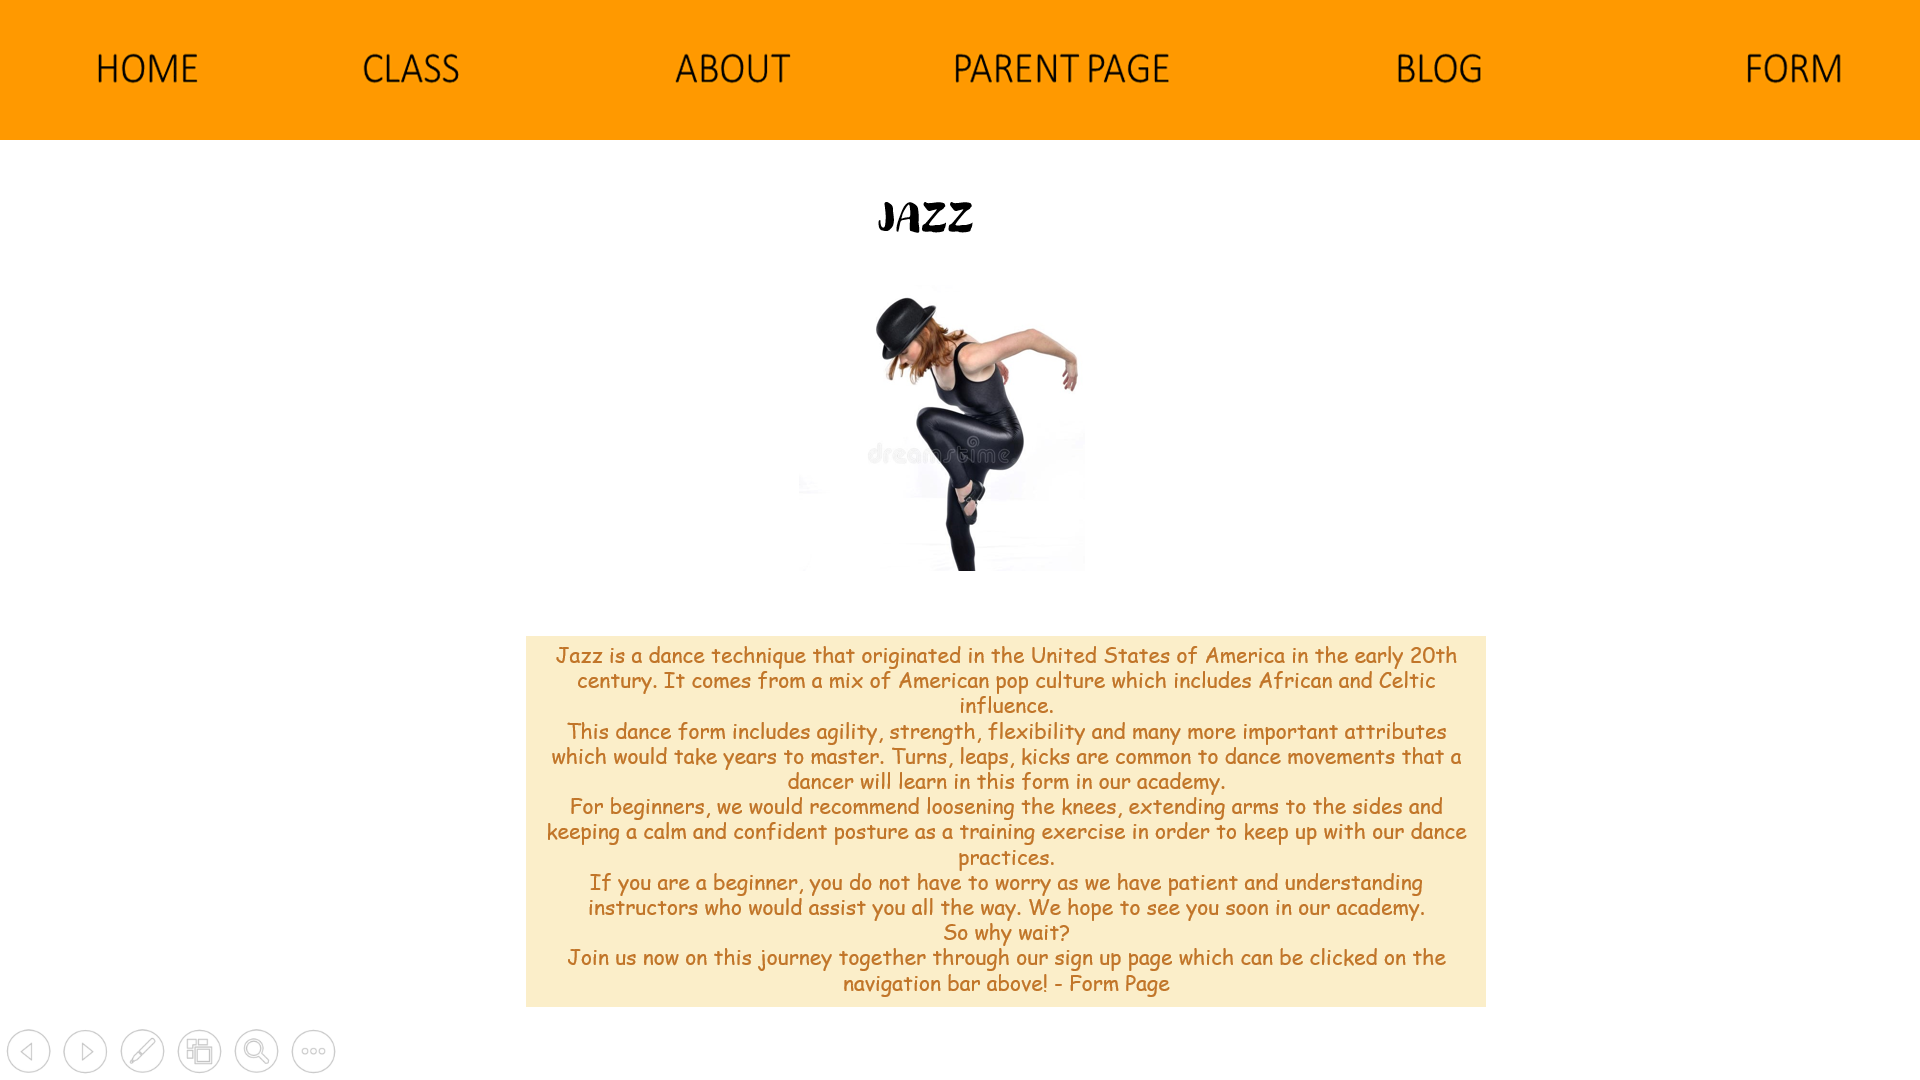 HOME CLASS ABOUT PARENT PAGE BLOG FORM
JAZZ
dreamstime
Jazz is a dance technique that originated in the United States of America in the early 20th
century. It comes from a mix of American pop culture which includes African and Celtic
influence.
This dance form includes agility, strength, flexibility and many more important attributes
which would take years to master. Turns, leaps, kicks are common to dance movements that a
dancer will learn in this form in our academy.
For beginners, we would recommend loosening the knees, extending arms to the sides and
keeping a calm and confident posture as a training exercise in order to keep up with our dance
practices.
If you are a beginner, you do not have to worry as we have patient and understanding
instructors who would assist you all the way. We hope to see you soon in our academy.
So why wait?
Join us now on this journey together through our sign up page which can be clicked on the
navigation bar above! - Form Page